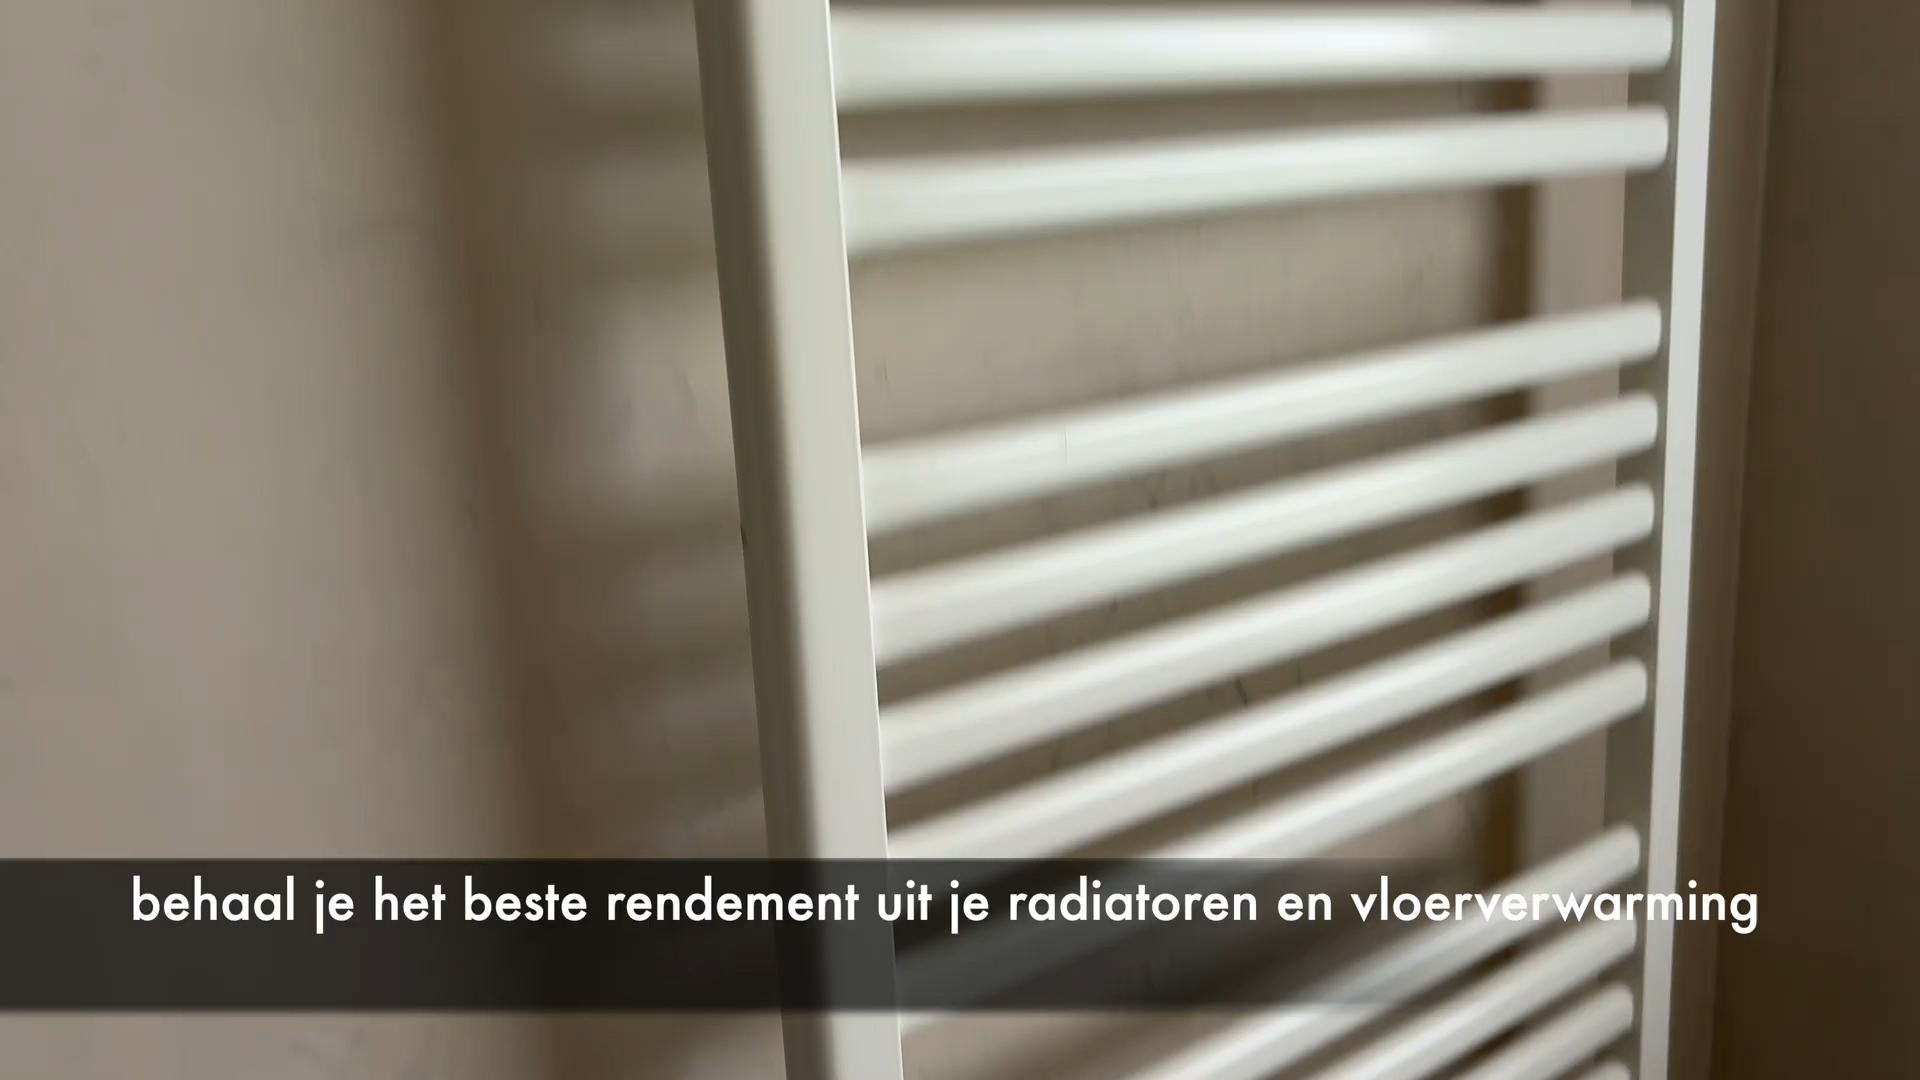 behaal je het beste rendement uit je radiatoren en vloerverwarming